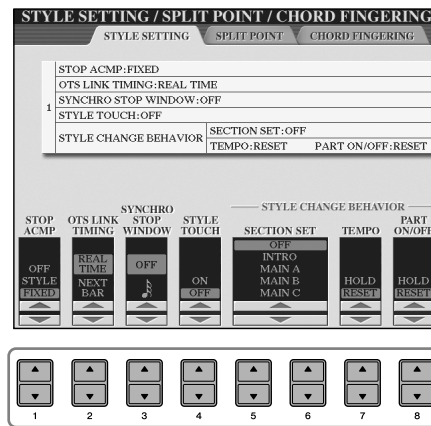 STYLE SETTING / SPLIT POINT / CHORD FINGERING
STYLE SETTING SPLIT POINT CHORD FINGERING
1
STOP ACMP:FIXED
OTS LINK TIMING:REAL TIME
SYNCHRO STOP WINDOW:OFF
STYLE TOUCH:OFF
STYLE CHANGE BEHAVIOR
SECTION SET:OFF
TEMPO:RESET PART ON/OFF:RESET
STYLE CHANGE BEHAVIOR
STOP ACMP
OTS LINK TIMING
SYNCHRO STOP WINDOW
STYLE TOUCH
SECTION SET
TEMPO
PART ON/OFF
OFF
STYLE
FIXED
REAL TIME
NEXT BAR
OFF
ON
OFF
OFF
INTRO
MAIN A
MAIN B
MAIN C
HOLD
RESET
HOLD
RESET
1 2 3 4 5 6 7 8